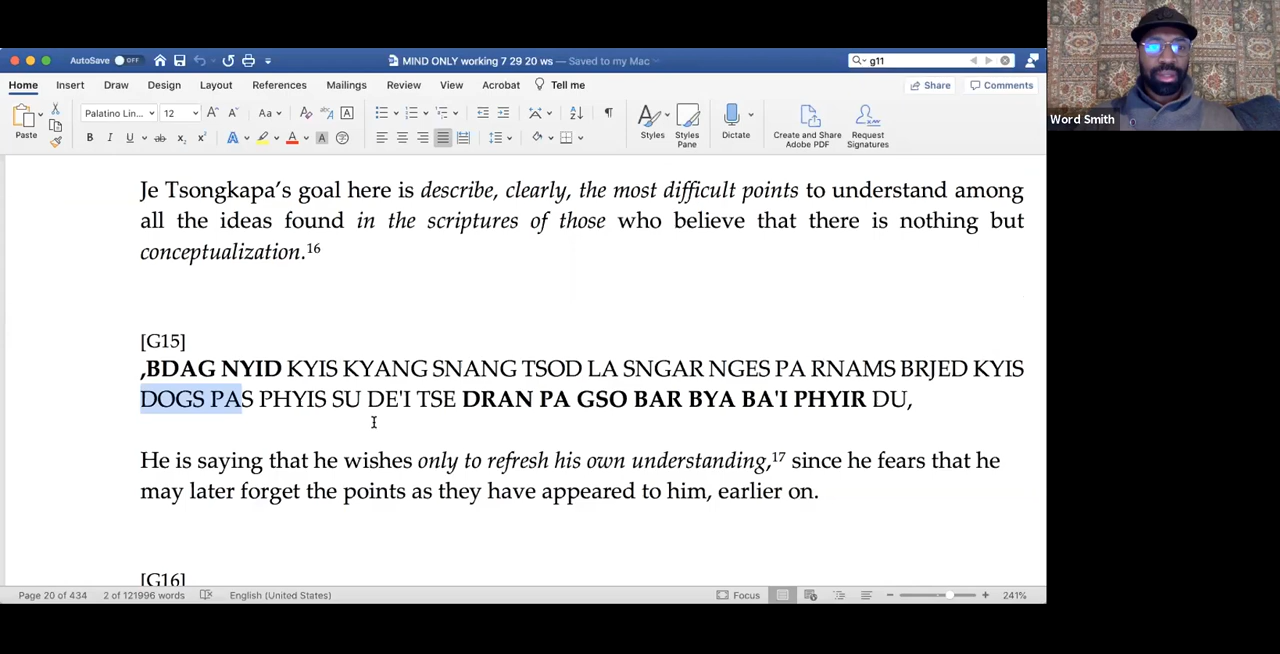 AutoSave OFF
MIND ONLY working 7 29 20 ws — Saved to my Mac
g11
Home Insert Draw Design Layout References Mailings Review View Acrobat Tell me
Share Comments
Word Smith
Paste
Palatino Lin... 12
Styles
Styles Pane
Dictate
Create and Share Adobe PDF
Request Signatures
Je Tsongkapa's goal here is describe, clearly, the most difficult points to understand among
all the ideas found in the scriptures of those who believe that there is nothing but
conceptualization.16
[G15]
,BDAG NYID KYIS KYANG SNANG TSOD LA SNGAR NGES PA RNAMS BRJED KYIS
DOGS PAS PHYIS SU DE'I TSE DRAN PA GSO BAR BYA BA'I PHYIR DU,
He is saying that he wishes only to refresh his own understanding,17 since he fears that he
may later forget the points as they have appeared to him, earlier on.
[G16]
Page 20 of 434 2 of 121996 words English (United States) Focus 241%